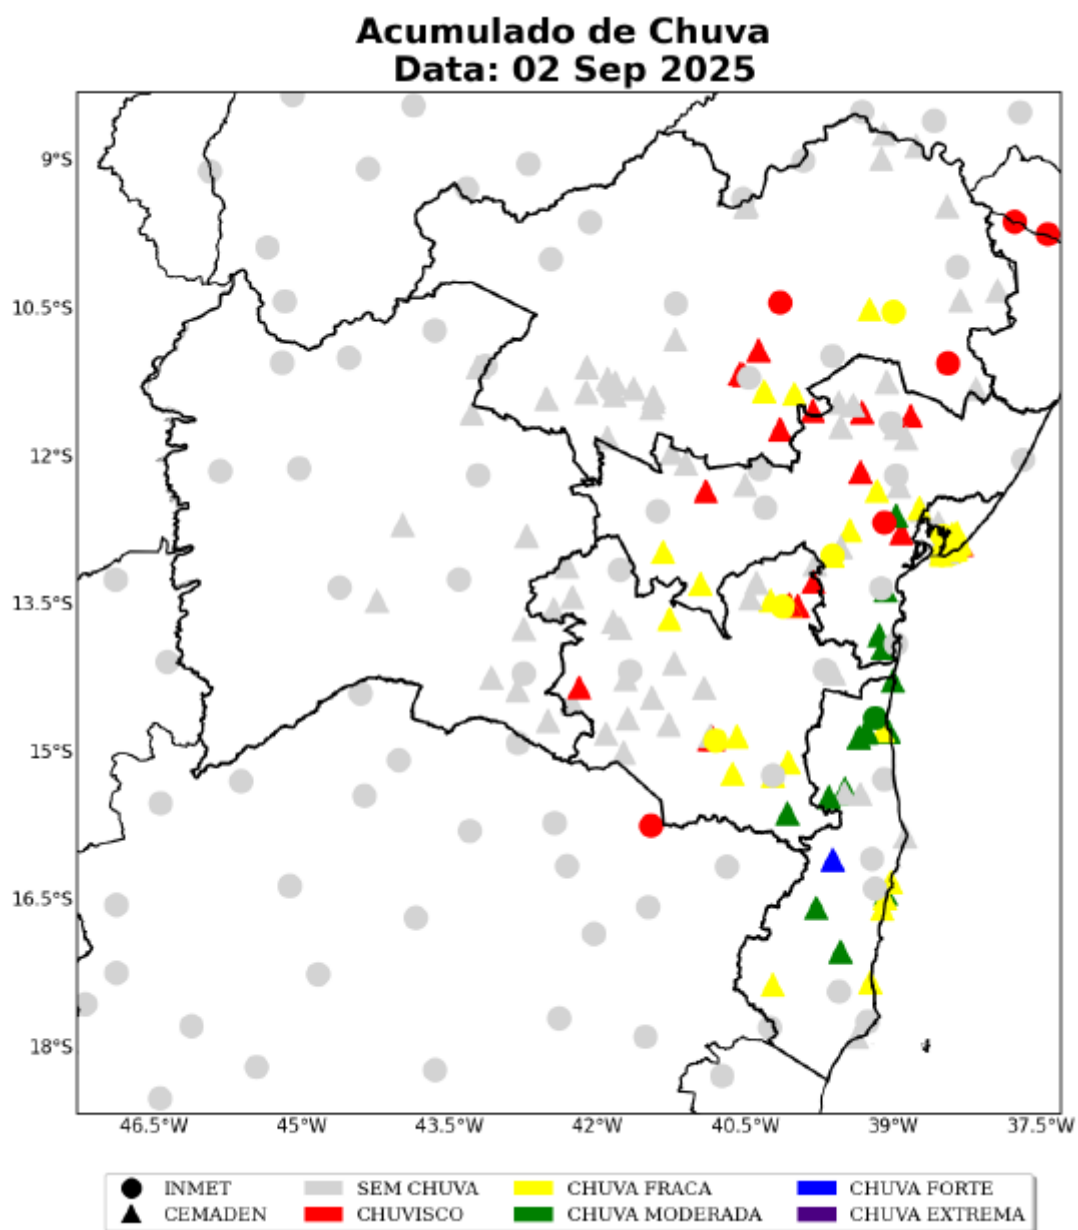 Acumulado de Chuva
Data: 02 Sep 2025
9°S
10.5°S
12°S
13.5°S
15°S
16.5°S
18°S
46.5°W 45°W 43.5°W 42°W 40.5°W 39°W 37.5°W
INMET SEM CHUVA CHUVA FRACA CHUVA FORTE
CEMADEN CHUVISCO CHUVA MODERADA CHUVA EXTREMA